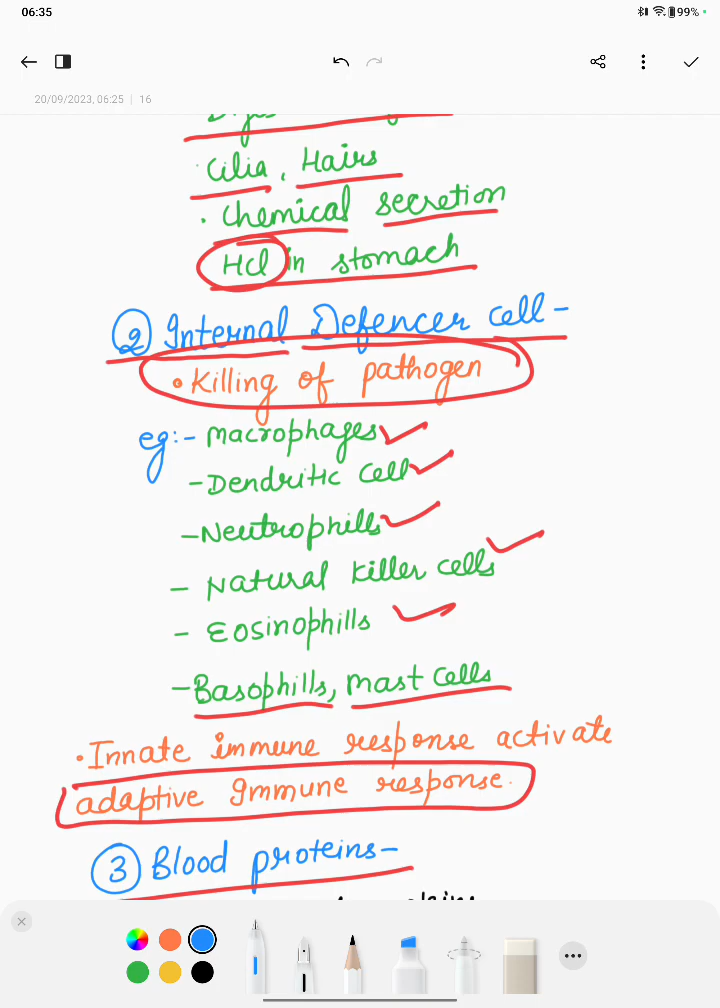 06:35
99%
20/09/2023, 06:25 | 16
· Cilia, Hairs
· Chemical secretion
HCl in stomach
② Internal Defencer cell -
• Killing of pathogen
eg:- Macrophages
- Dendritic cell
- Neutrophills
- Natural killer cells
- Eosinophills
- Basophills, Mast cells
• Innate immune response activate
adaptive Immune response.
③ Blood proteins -